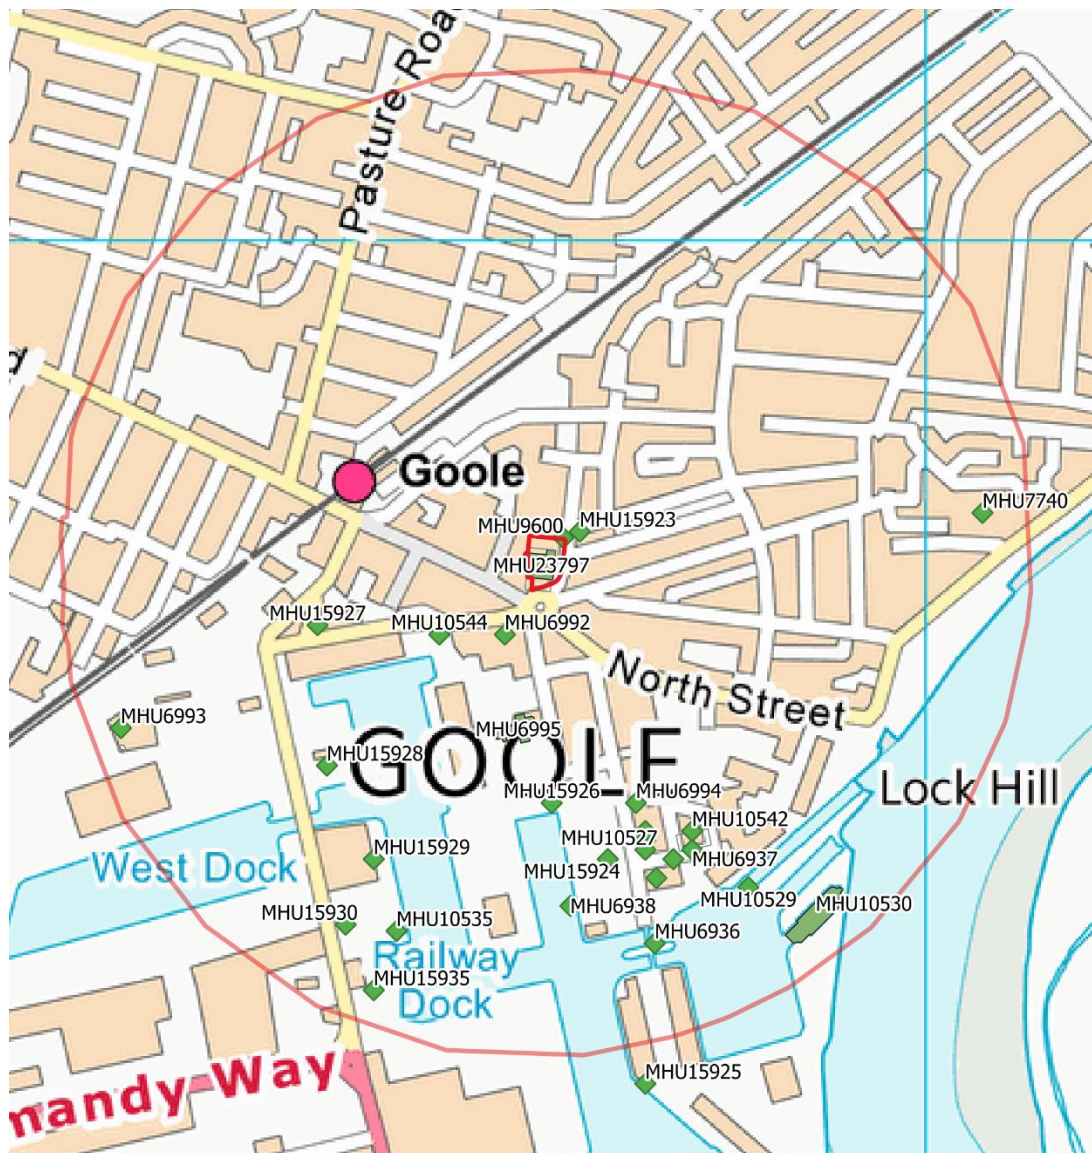 Pasture Roa
d
Goole
MHU9600
MHU15923
MHU7740
MHU23797
MHU15927
MHU10544
MHU6992
North Street
MHU6993
MHU6995
MHU15928
GOOLE
Lock Hill
MHU15926
MHU6994
MHU10542
MHU10527
MHU15929
West Dock
MHU15924
MHU6937
MHU10529
MHU10530
MHU15930
MHU10535
MHU6938
MHU6936
Railway
Dock
MHU15935
mandy Way
MHU15925